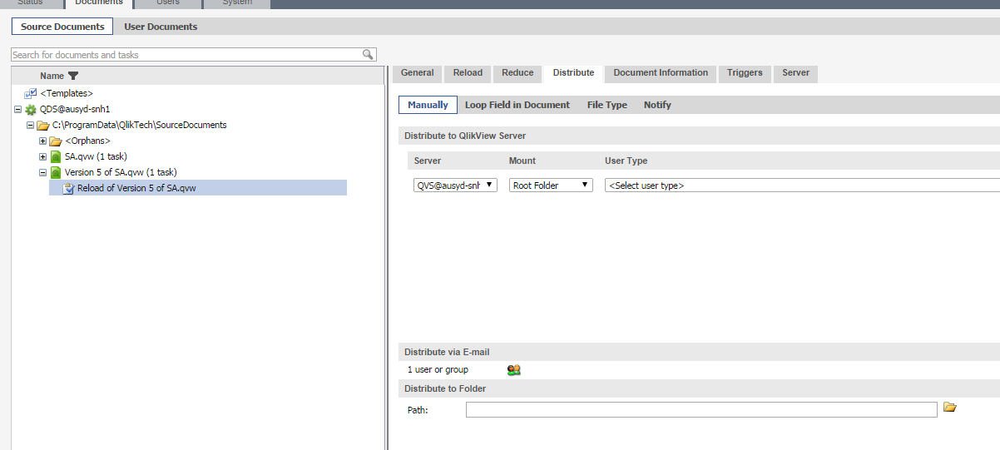 Status Documents Users System
Source Documents User Documents
Search for documents and tasks
Name
<Templates>
QDS@ausyd-snh1
C:\ProgramData\QlikTech\SourceDocuments
<Orphans>
SA.qvw (1 task)
Version 5 of SA.qvw (1 task)
Reload of Version 5 of SA.qvw
General Reload Reduce Distribute Document Information Triggers Server
Manually Loop Field in Document File Type Notify
Distribute to QlikView Server
Server Mount User Type
QVS@ausyd-snh Root Folder <Select user type>
Distribute via E-mail
1 user or group
Distribute to Folder
Path: